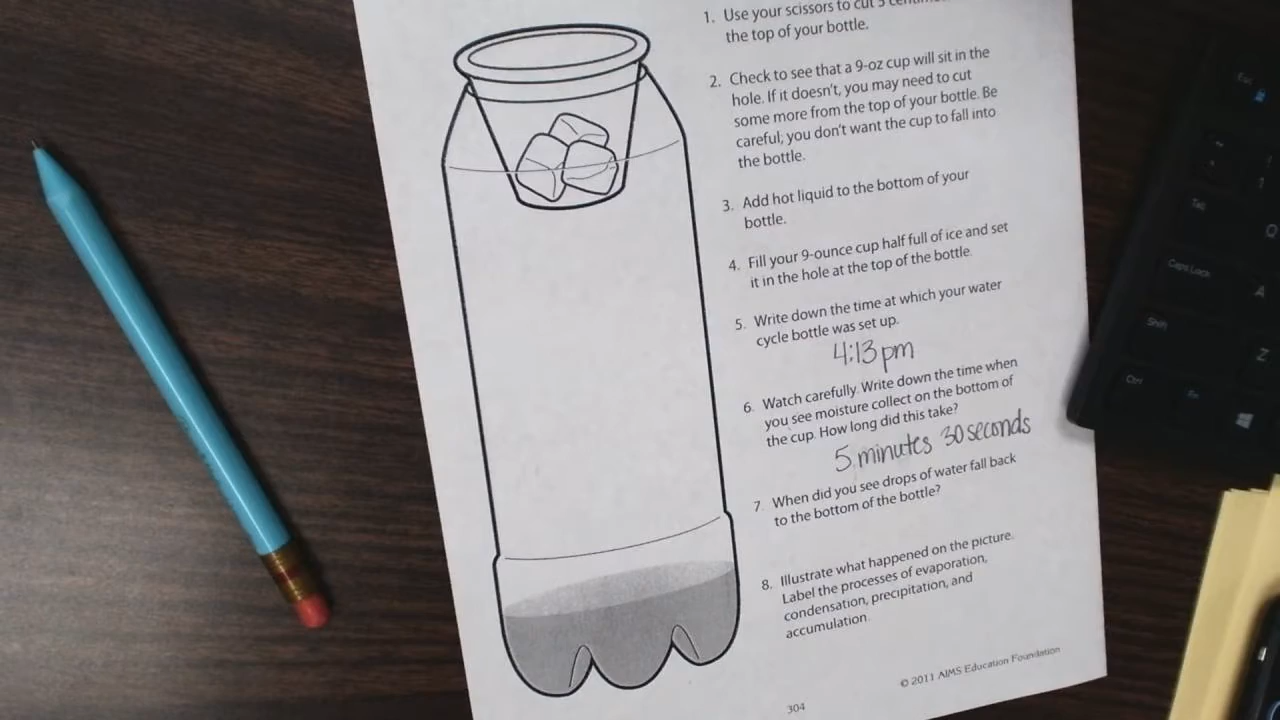 1. Use your scissors to cut 5
the top of your bottle.
2. Check to see that a 9-oz cup will sit in the
hole. If it doesn't, you may need to cut
some more from the top of your bottle. Be
careful; you don't want the cup to fall into
the bottle.
3. Add hot liquid to the bottom of your
bottle.
4. Fill your 9-ounce cup half full of ice and set
it in the hole at the top of the bottle.
5. Write down the time at which your water
cycle bottle was set up.
4:13 pm
6. Watch carefully. Write down the time when
you see moisture collect on the bottom of
the cup. How long did this take?
5 minutes 30 seconds
7. When did you see drops of water fall back
to the bottom of the bottle?
8. Illustrate what happened on the picture.
Label the processes of evaporation,
condensation, precipitation, and
accumulation.
© 2011 AIMS Education Foundation
304
Esc
Tab
Q
Caps Lock
A
Shift
Z
Ctrl
Fn